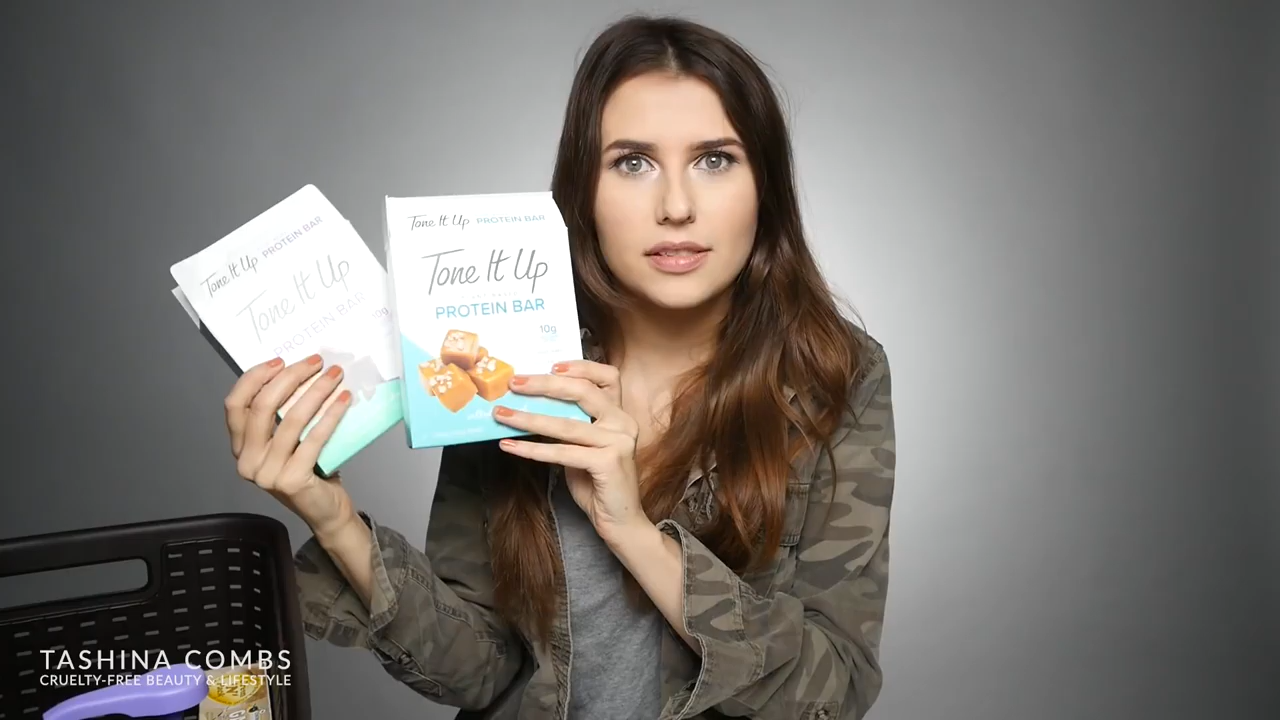 Tone It Up PROTEIN BAR
Tone It Up
PROTEIN BAR
10g
Tone It Up PROTEIN BAR
Tone It Up
PROTEIN BAR
10g
TASHINA COMBS
CRUELTY-FREE BEAUTY & LIFESTYLE